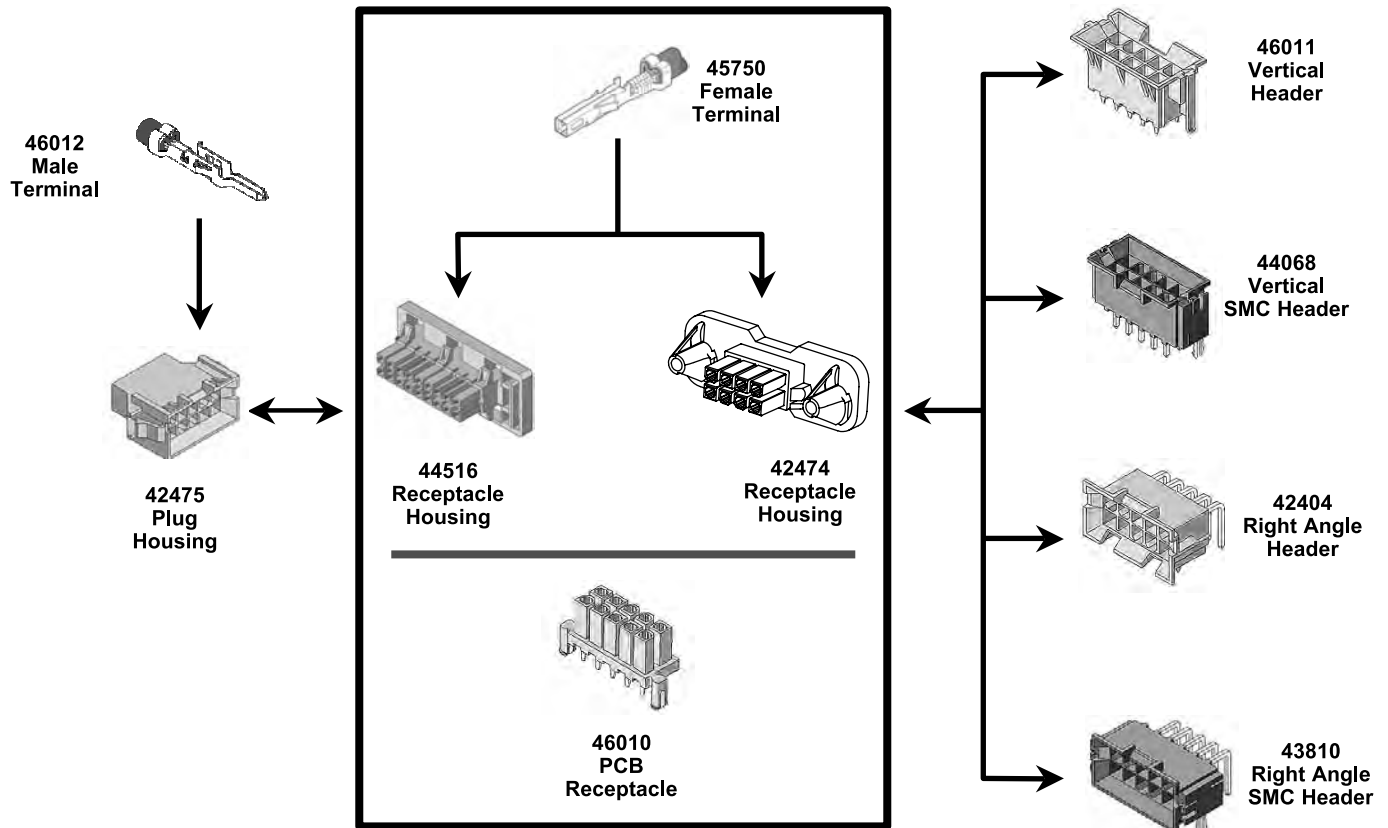 46012
Male
Terminal
42475
Plug
Housing
45750
Female
Terminal
44516
Receptacle
Housing
42474
Receptacle
Housing
46010
PCB
Receptacle
46011
Vertical
Header
44068
Vertical
SMC Header
42404
Right Angle
Header
43810
Right Angle
SMC Header